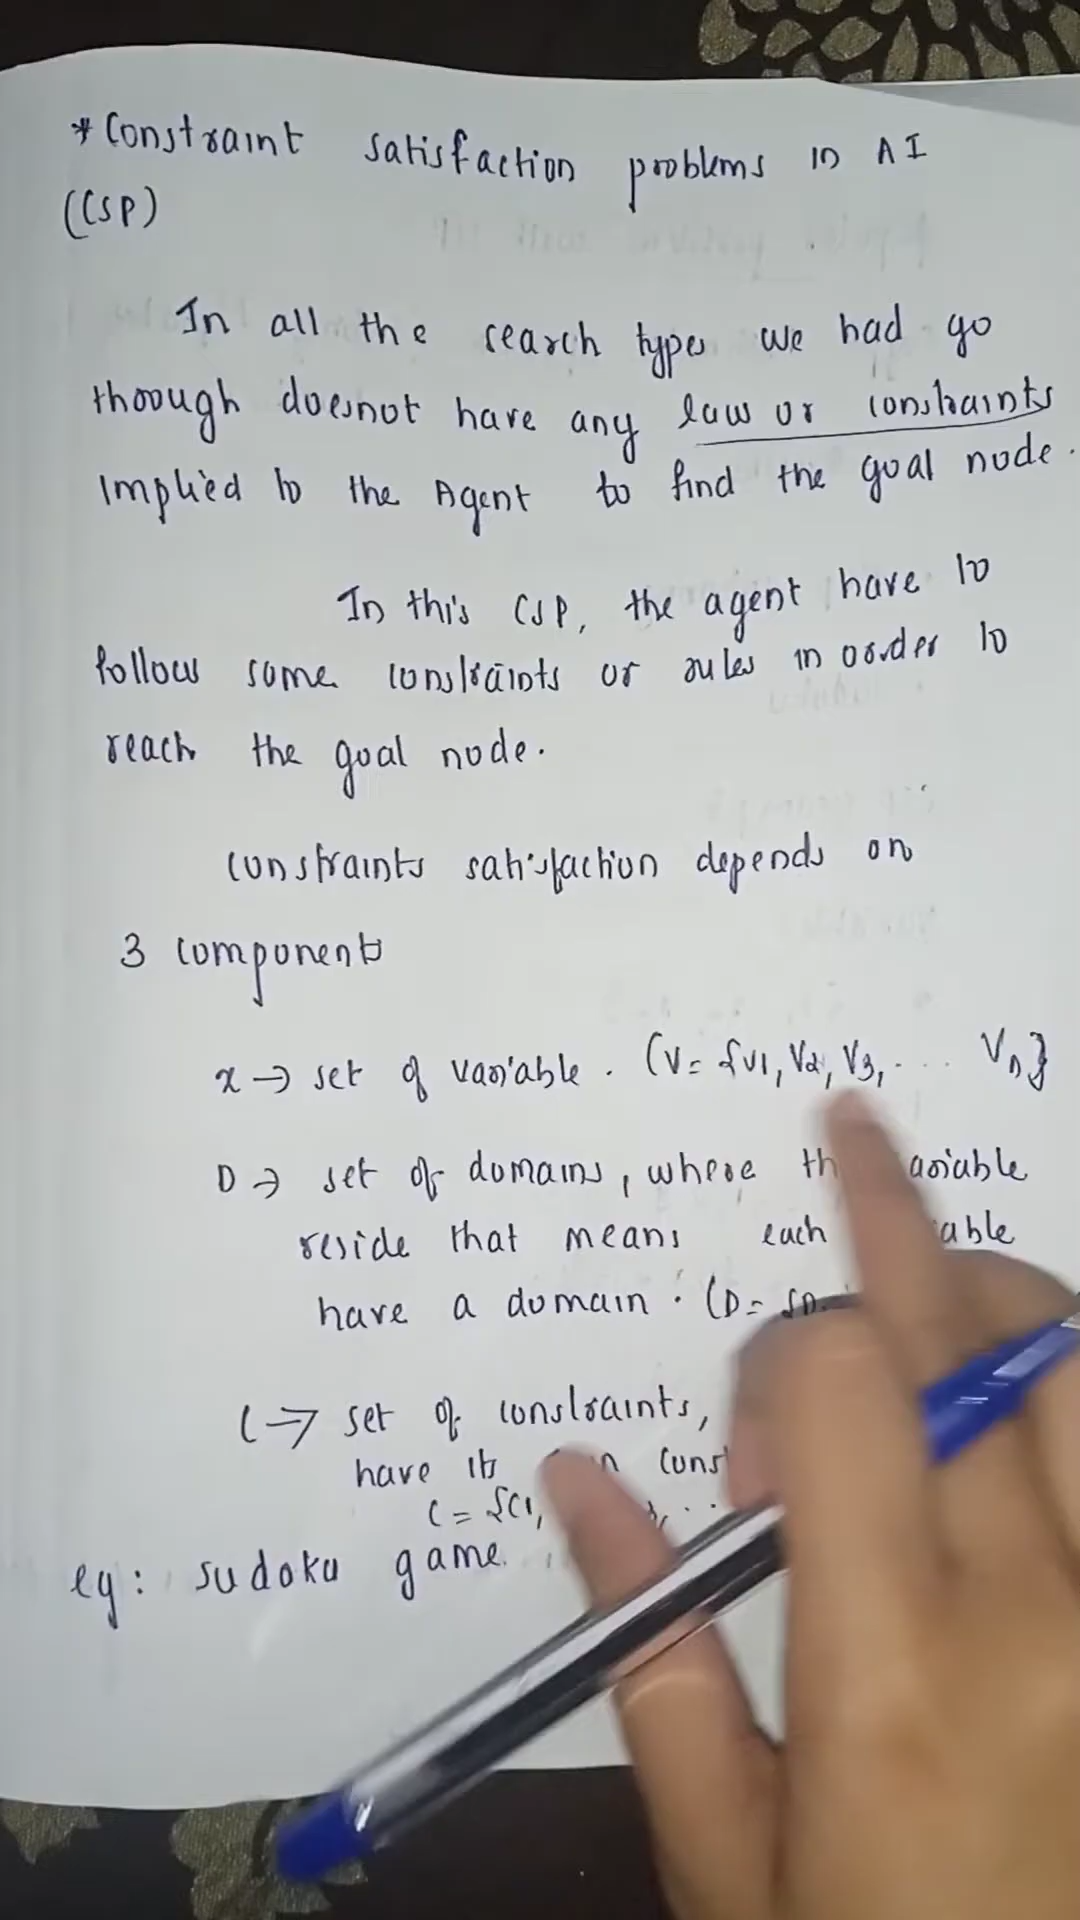 * Constraint satisfaction problems in AI
(CSP)
In all the search types we had go
through doesnot have any law or constraints
Implied to the Agent to find the goal node.
In this CSP, the agent have to
follow some constraints or rules in order to
reach the goal node.
constraints satisfaction depends on
3 components
x → set of variable. (V= {V1, V2, V3, .... Vn}
D → set of domains, where
reside that means each
have a domain. (D=
C → set of constraints,
have its
C = {C1,
eg: sudoku game